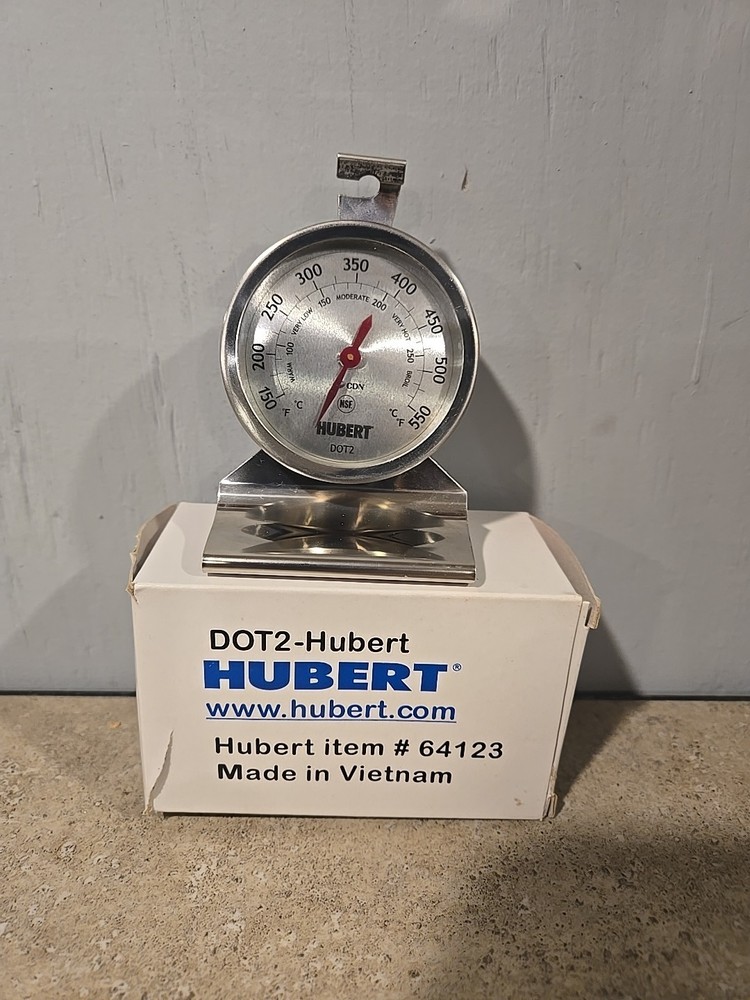 150 200 250 300 350 400 450 500 550
WARM 100 VERY LOW 150 MODERATE 200 VERY HOT 250 BROIL
°F °C
°C °F
CDN
NSF
HUBERT
DOT2
DOT2-Hubert
HUBERT®
www.hubert.com
Hubert item # 64123
Made in Vietnam